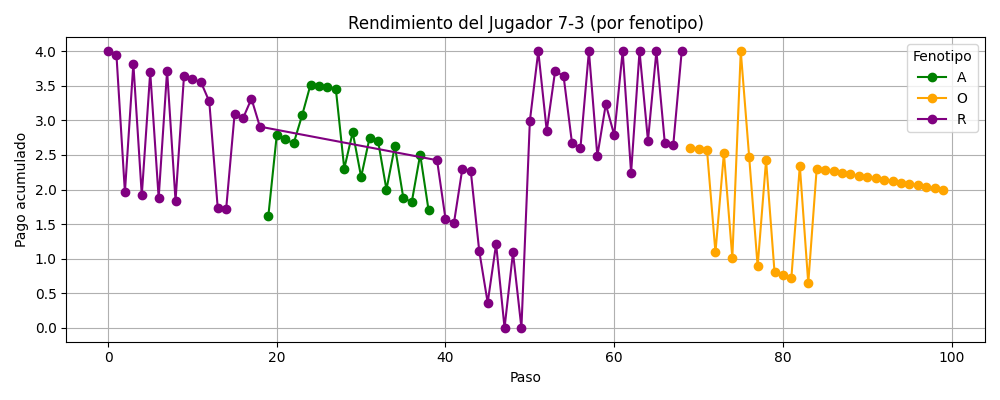 Rendimiento del Jugador 7-3 (por fenotipo)
Pago acumulado
4.0
3.5
3.0
2.5
2.0
1.5
1.0
0.5
0.0
0 20 40 60 80 100
Paso
Fenotipo
A
O
R